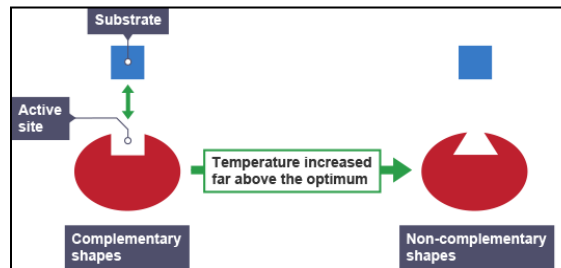 Substrate
Active
site
Temperature increased
far above the optimum
Complementary
shapes
Non-complementary
shapes